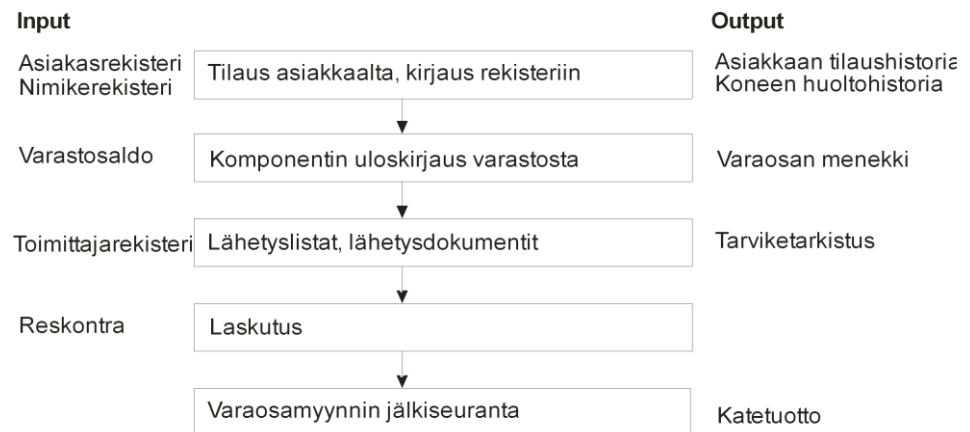 Input
Output
Asiakasrekisteri
Nimikerekisteri
Tilaus asiakkaalta, kirjaus rekisteriin
Asiakkaan tilaushistoria
Koneen huoltohistoria
Varastosaldo
Komponentin uloskirjaus varastosta
Varaosan menekki
Toimittajarekisteri
Lähetyslistat, lähetysdokumentit
Tarviketarkistus
Reskontra
Laskutus
Varaosamyynnin jälkiseuranta
Katetuotto